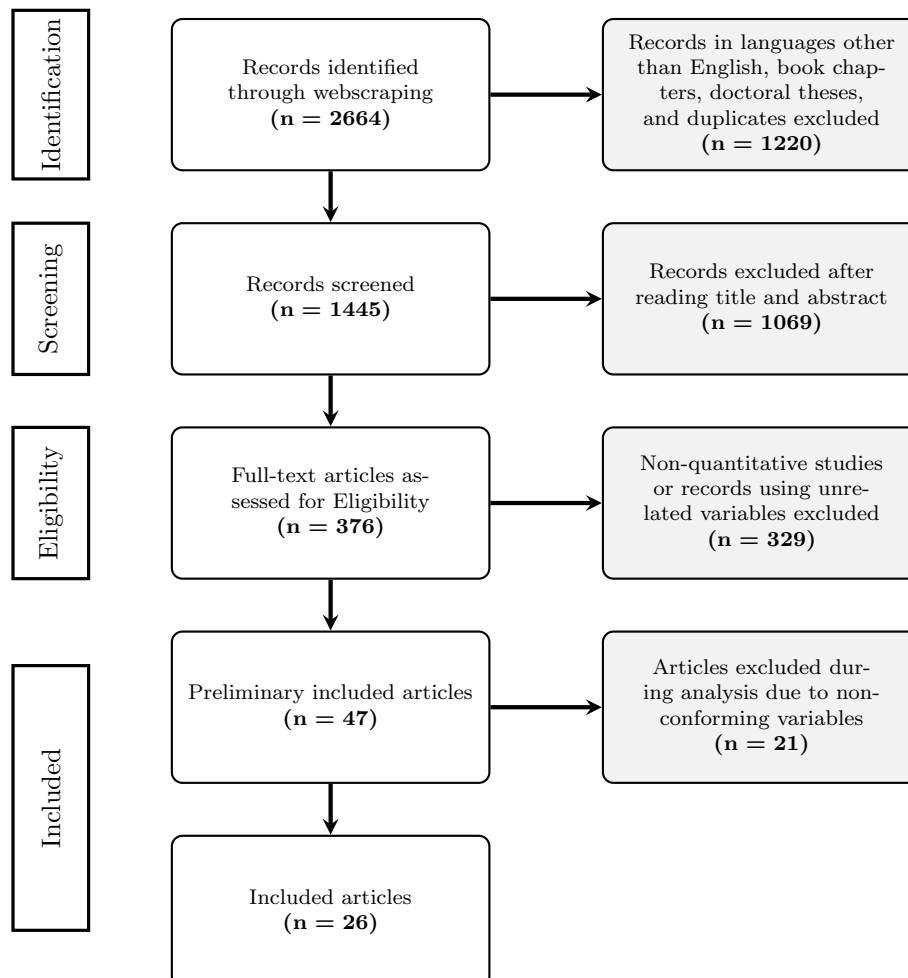 Identification
Records identified
through webscraping
(n = 2664)
Records in languages other
than English, book chap-
ters, doctoral theses,
and duplicates excluded
(n = 1220)
Screening
Records screened
(n = 1445)
Records excluded after
reading title and abstract
(n = 1069)
Eligibility
Full-text articles as-
sessed for Eligibility
(n = 376)
Non-quantitative studies
or records using unre-
lated variables excluded
(n = 329)
Included
Preliminary included articles
(n = 47)
Articles excluded dur-
ing analysis due to non-
conforming variables
(n = 21)
Included articles
(n = 26)